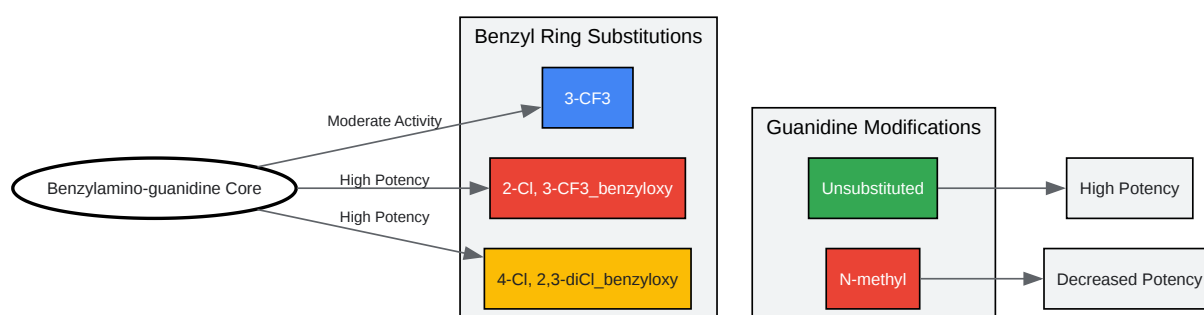 Benzyl Ring Substitutions
3-CF3
Moderate Activity
Guanidine Modifications
Benzylamino-guanidine Core
High Potency
2-Cl, 3-CF3_benzyloxy
Unsubstituted
High Potency
High Potency
4-Cl, 2,3-diCl_benzyloxy
N-methyl
Decreased Potency